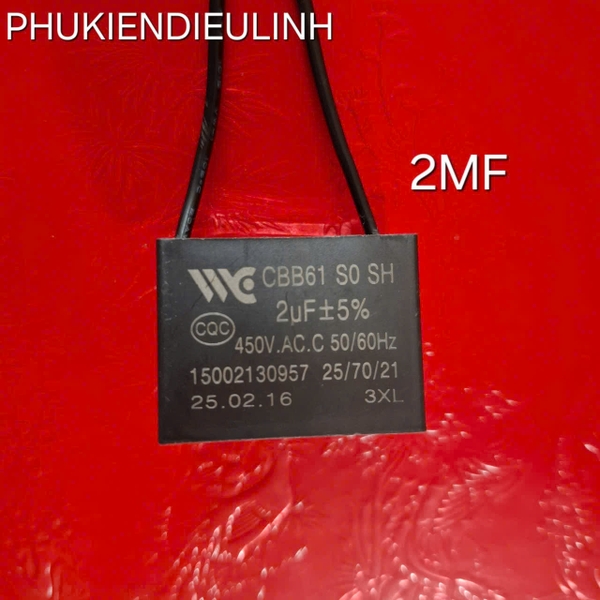 PHUKIENDIEULINH
2MF
WC CBB61 S0 SH
2µF±5%
CQC
450V.AC.C 50/60Hz
15002130957 25/70/21
25.02.16 3XL